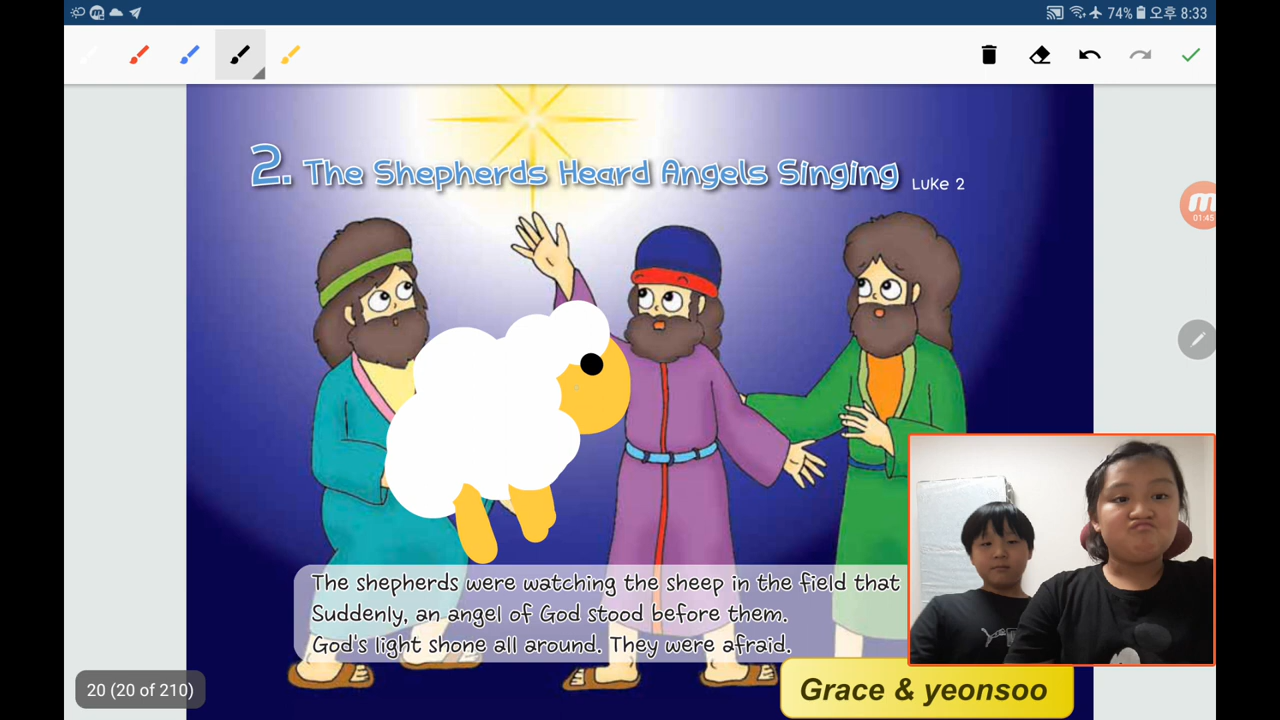 74% 오후 8:33
2. The Shepherds Heard Angels Singing Luke 2
01:45
The shepherds were watching the sheep in the field that
Suddenly, an angel of God stood before them.
God's light shone all around. They were afraid.
20 (20 of 210)
Grace & yeonsoo